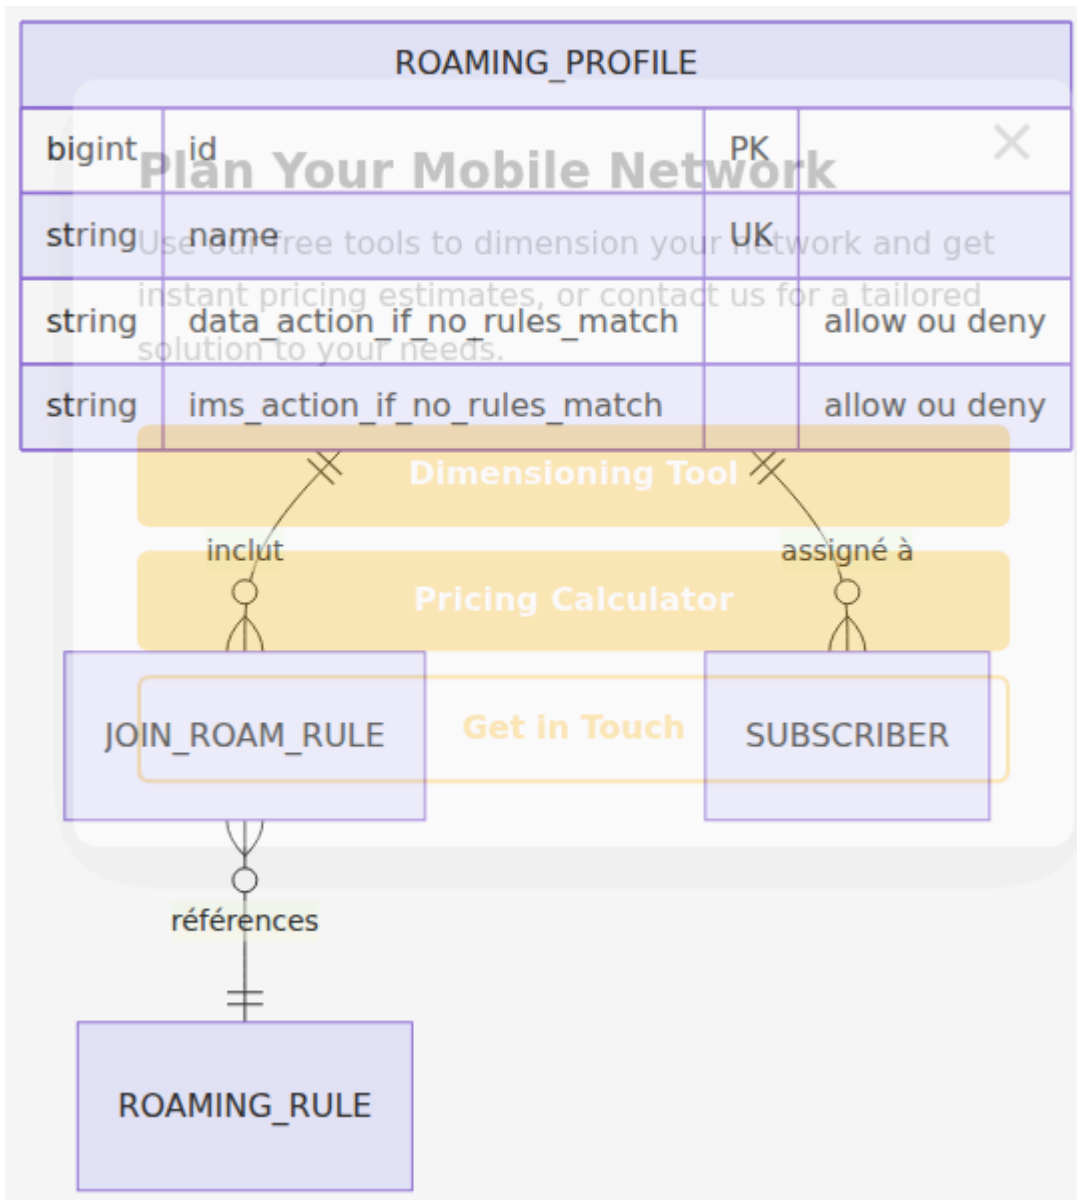 ROAMING_PROFILE
bigint id PK
Plan Your Mobile Network
string name UK
Use our free tools to dimension your network and get
instant pricing estimates, or contact us for a tailored
string data_action_if_no_rules_match allow ou deny
solution to your needs.
string ims_action_if_no_rules_match allow ou deny
Dimensioning Tool
inclut assigné à
Pricing Calculator
Get in Touch
JOIN_ROAM_RULE SUBSCRIBER
références
ROAMING_RULE